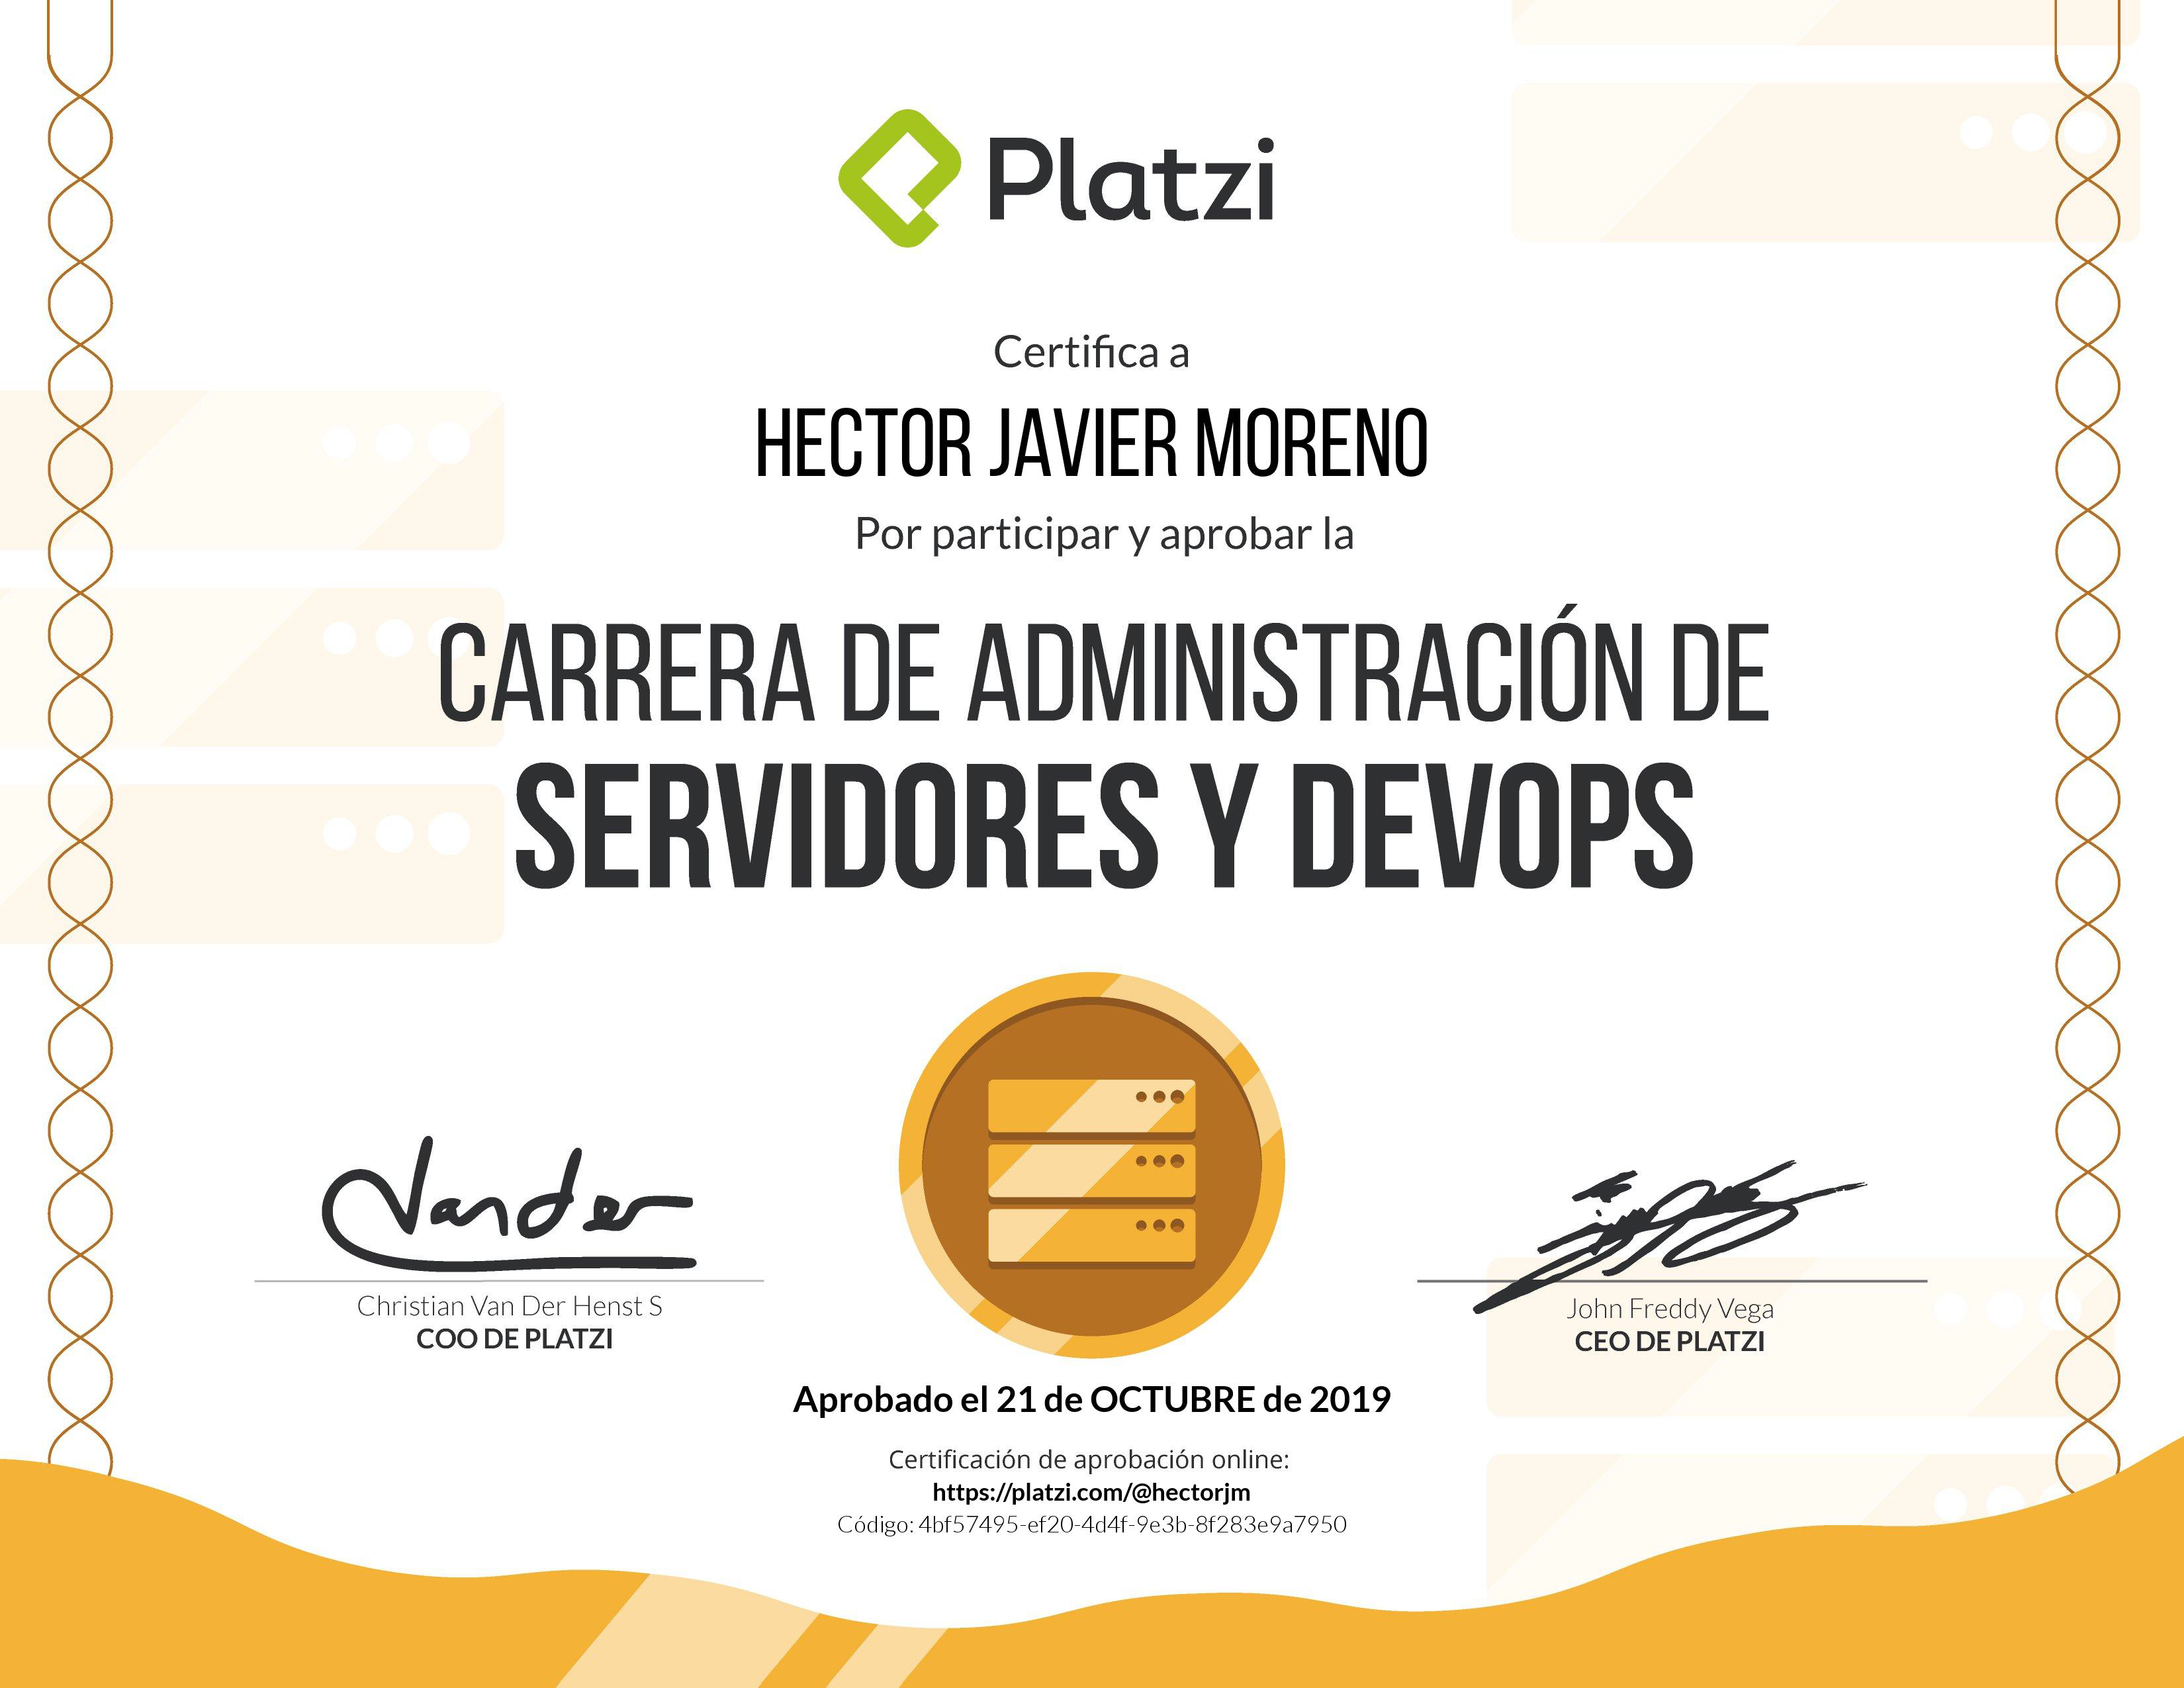 Platzi
Certifica a
HECTOR JAVIER MORENO
Por participar y aprobar la
CARRERA DE ADMINISTRACIÓN DE
SERVIDORES Y DEVOPS
Vander
Christian Van Der Henst S
COO DE PLATZI
John Freddy Vega
CEO DE PLATZI
Aprobado el 21 de OCTUBRE de 2019
Certificación de aprobación online:
https://platzi.com/@hectorjm
Código: 4bf57495-ef20-4d4f-9e3b-8f283e9a7950